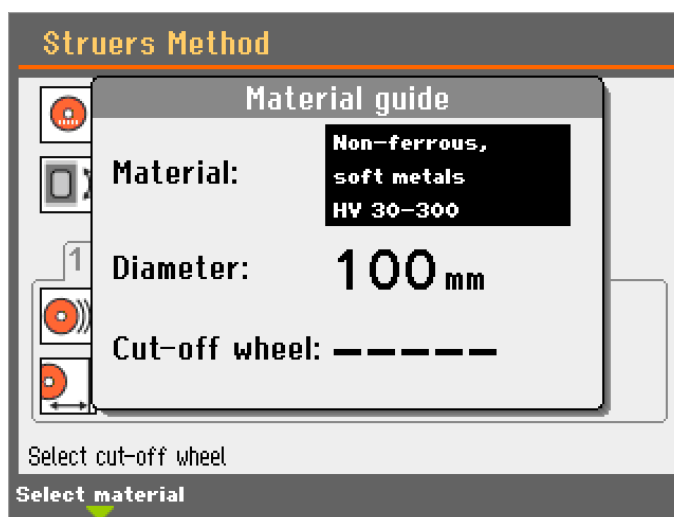 Struers Method
Material guide
Material:
Non-ferrous,
soft metals
HV 30-300
1
Diameter:
100 mm
Cut-off wheel: -----
Select cut-off wheel
Select material